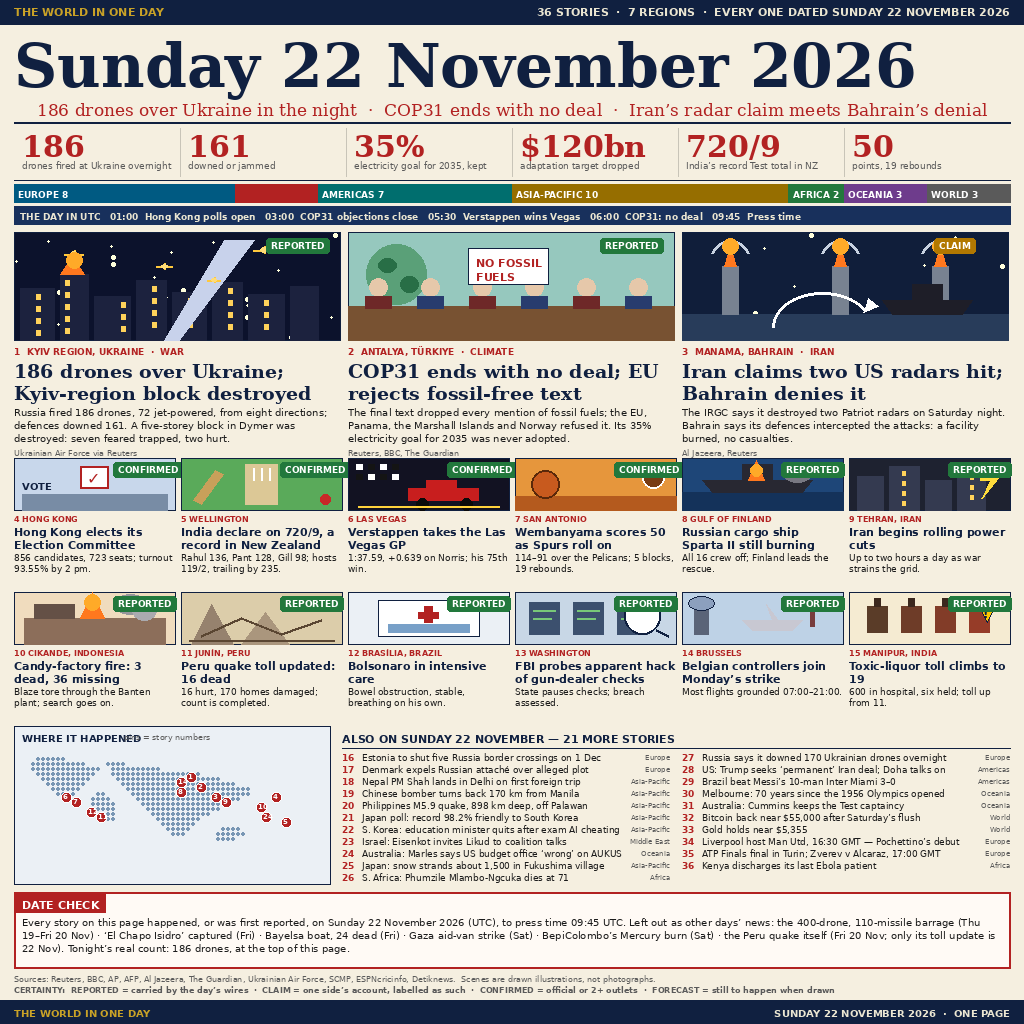 THE WORLD IN ONE DAY
36 STORIES · 7 REGIONS · EVERY ONE DATED SUNDAY 22 NOVEMBER 2026
Sunday 22 November 2026
186 drones over Ukraine in the night · COP31 ends with no deal · Iran’s radar claim meets Bahrain’s denial
186
drones fired at Ukraine overnight
161
downed or jammed
35%
electricity goal for 2035, kept
$120bn
adaptation target dropped
720/9
India's record Test total in NZ
50
points, 19 rebounds
EUROPE 8
AMERICAS 7
ASIA-PACIFIC 10
AFRICA 2
OCEANIA 3
WORLD 3
THE DAY IN UTC 01:00 Hong Kong polls open 03:00 COP31 objections close 05:30 Verstappen wins Vegas 06:00 COP31: no deal 09:45 Press time
REPORTED
1 KYIV REGION, UKRAINE · WAR
186 drones over Ukraine;
Kyiv-region block destroyed
Russia fired 186 drones, 72 jet-powered, from eight directions;
defences downed 161. A five-storey block in Dymer was
destroyed: seven feared trapped, two hurt.
Ukrainian Air Force via Reuters
REPORTED
NO FOSSIL
FUELS
2 ANTALYA, TÜRKIYE · CLIMATE
COP31 ends with no deal; EU
rejects fossil-free text
The final text dropped every mention of fossil fuels; the EU,
Panama, the Marshall Islands and Norway refused it. Its 35%
electricity goal for 2035 was never adopted.
Reuters, BBC, The Guardian
CLAIM
3 MANAMA, BAHRAIN · IRAN
Iran claims two US radars hit;
Bahrain denies it
The IRGC says it destroyed two Patriot radars on Saturday night.
Bahrain says its defences intercepted the attacks: a facility
burned, no casualties.
Al Jazeera, Reuters
VOTE
CONFIRMED
4 HONG KONG
Hong Kong elects its
Election Committee
856 candidates, 723 seats; turnout
93.55% by 2 pm.
CONFIRMED
5 WELLINGTON
India declare on 720/9, a
record in New Zealand
Rahul 136, Pant 128, Gill 98; hosts
119/2, trailing by 235.
CONFIRMED
6 LAS VEGAS
Verstappen takes the Las
Vegas GP
1:37.59, +0.639 on Norris; his 75th
win.
CONFIRMED
7 SAN ANTONIO
Wembanyama scores 50
as Spurs roll on
114–91 over the Pelicans; 5 blocks,
19 rebounds.
REPORTED
8 GULF OF FINLAND
Russian cargo ship
Sparta II still burning
All 16 crew off; Finland leads the
rescue.
REPORTED
9 TEHRAN, IRAN
Iran begins rolling power
cuts
Up to two hours a day as war
strains the grid.
REPORTED
10 CIKANDE, INDONESIA
Candy-factory fire: 3
dead, 36 missing
Blaze tore through the Banten
plant; search goes on.
REPORTED
11 JUNÍN, PERU
Peru quake toll updated:
16 dead
16 hurt, 170 homes damaged;
count is completed.
REPORTED
12 BRASÍLIA, BRAZIL
Bolsonaro in intensive
care
Bowel obstruction, stable,
breathing on his own.
REPORTED
13 WASHINGTON
FBI probes apparent hack
of gun-dealer checks
State pauses checks; breach
assessed.
REPORTED
14 BRUSSELS
Belgian controllers join
Monday’s strike
Most flights grounded 07:00–21:00.
REPORTED
15 MANIPUR, INDIA
Toxic-liquor toll climbs to
19
600 in hospital, six held; toll up
from 11.
WHERE IT HAPPENED
= story numbers
ALSO ON SUNDAY 22 NOVEMBER — 21 MORE STORIES
16 Estonia to shut five Russia border crossings on 1 Dec Europe
17 Denmark expels Russian attaché over alleged plot Europe
18 Nepal PM Shah lands in Delhi on first foreign trip Asia-Pacific
19 Chinese bomber turns back 170 km from Manila Asia-Pacific
20 Philippines M5.9 quake, 898 km deep, off Palawan Asia-Pacific
21 Japan poll: record 98.2% friendly to South Korea Asia-Pacific
22 S. Korea: education minister quits after exam AI cheating Asia-Pacific
23 Israel: Eisenkot invites Likud to coalition talks Middle East
24 Australia: Marles says US budget office ‘wrong’ on AUKUS Oceania
25 Japan: snow strands about 1,500 in Fukushima village Asia-Pacific
26 S. Africa: Phumzile Mlambo-Ngcuka dies at 71 Africa
27 Russia says it downed 170 Ukrainian drones overnight Europe
28 US: Trump seeks ‘permanent’ Iran deal; Doha talks on Americas
29 Brazil beat Messi’s 10-man Inter Miami 3–0 Americas
30 Melbourne: 70 years since the 1956 Olympics opened Oceania
31 Australia: Cummins keeps the Test captaincy Oceania
32 Bitcoin back near $55,000 after Saturday’s flush World
33 Gold holds near $5,355 World
34 Liverpool host Man Utd, 16:30 GMT — Pochettino’s debut Europe
35 ATP Finals final in Turin; Zverev v Alcaraz, 17:00 GMT Europe
36 Kenya discharges its last Ebola patient Africa
DATE CHECK
Every story on this page happened, or was first reported, on Sunday 22 November 2026 (UTC), to press time 09:45 UTC. Left out as other days’ news: the 400-drone, 110-missile barrage (Thu
19–Fri 20 Nov) · ‘El Chapo Isidro’ captured (Fri) · Bayelsa boat, 24 dead (Fri) · Gaza aid-van strike (Sat) · BepiColombo’s Mercury burn (Sat) · the Peru quake itself (Fri 20 Nov; only its toll update is
22 Nov). Tonight’s real count: 186 drones, at the top of this page.
Sources: Reuters, BBC, AP, AFP, Al Jazeera, The Guardian, Ukrainian Air Force, SCMP, ESPNcricinfo, Detiknews. Scenes are drawn illustrations, not photographs.
CERTAINTY: REPORTED = carried by the day’s wires · CLAIM = one side’s account, labelled as such · CONFIRMED = official or 2+ outlets · FORECAST = still to happen when drawn
THE WORLD IN ONE DAY
SUNDAY 22 NOVEMBER 2026 · ONE PAGE